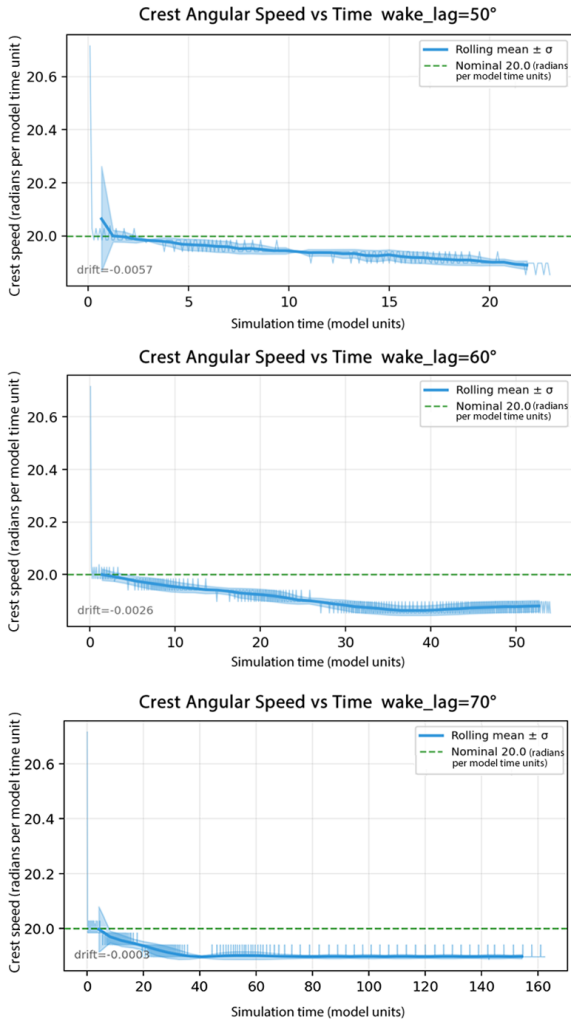 Crest Angular Speed vs Time  wake_lag=50°
Crest speed (radians per model time unit )
20.6
20.4
20.2
20.0
Rolling mean ± σ
Nominal 20.0 (radians
per model time units)
drift=-0.0057
0 5 10 15 20
Simulation time (model units)
Crest Angular Speed vs Time  wake_lag=60°
Crest speed (radians per model time unit )
20.6
20.4
20.2
20.0
Rolling mean ± σ
Nominal 20.0 (radians
per model time units)
drift=-0.0026
0 10 20 30 40 50
Simulation time (model units)
Crest Angular Speed vs Time  wake_lag=70°
Crest speed (radians per model time unit )
20.6
20.4
20.2
20.0
Rolling mean ± σ
Nominal 20.0 (radians
per model time units)
drift=-0.0003
0 20 40 60 80 100 120 140 160
Simulation time (model units)